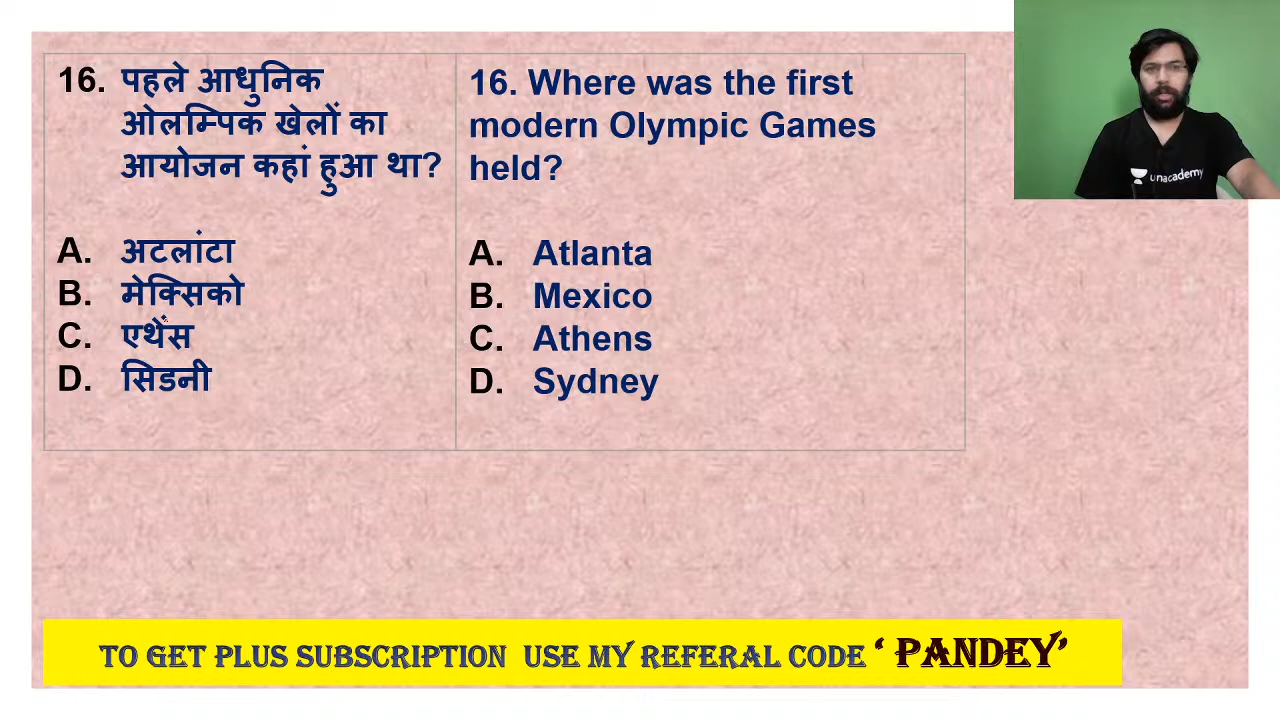 16. पहले आधुनिक
ओलम्पिक खेलों का
आयोजन कहां हुआ था?
A. अटलांटा
B. मेक्सिको
C. एथेंस
D. सिडनी
16. Where was the first
modern Olympic Games
held?
A. Atlanta
B. Mexico
C. Athens
D. Sydney
unacademy
TO GET PLUS SUBSCRIPTION USE MY REFERAL CODE ‘ PANDEY’